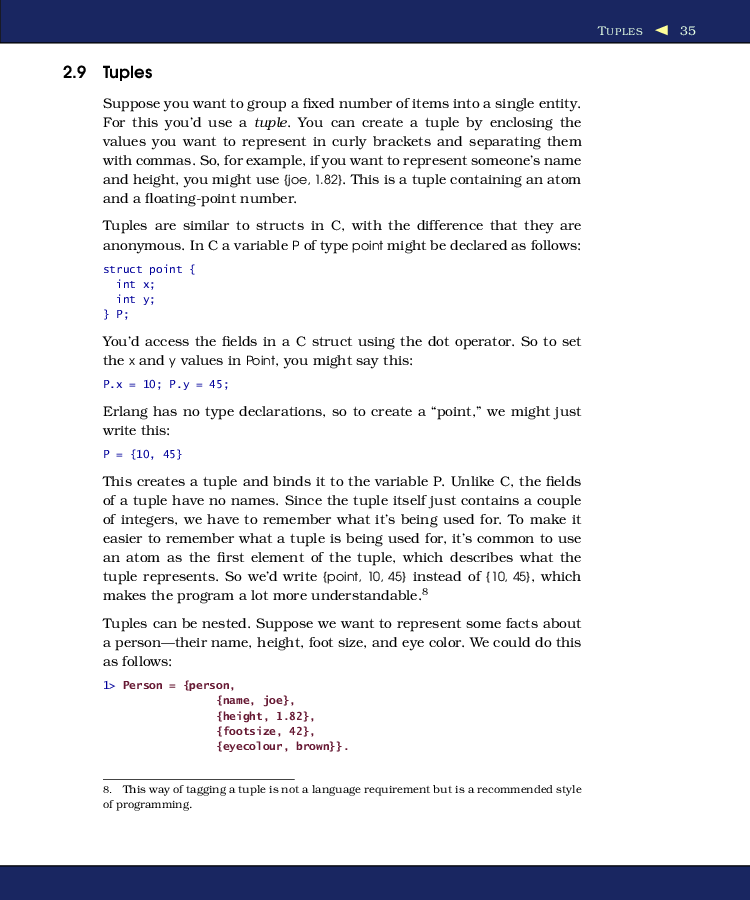 TUPLES ◀ 35
2.9 Tuples
Suppose you want to group a fixed number of items into a single entity.
For this you'd use a tuple. You can create a tuple by enclosing the
values you want to represent in curly brackets and separating them
with commas. So, for example, if you want to represent someone's name
and height, you might use {joe, 1.82}. This is a tuple containing an atom
and a floating-point number.
Tuples are similar to structs in C, with the difference that they are
anonymous. In C a variable P of type point might be declared as follows:
struct point {
  int x;
  int y;
} P;
You'd access the fields in a C struct using the dot operator. So to set
the x and y values in Point, you might say this:
P.x = 10; P.y = 45;
Erlang has no type declarations, so to create a “point,” we might just
write this:
P = {10, 45}
This creates a tuple and binds it to the variable P. Unlike C, the fields
of a tuple have no names. Since the tuple itself just contains a couple
of integers, we have to remember what it's being used for. To make it
easier to remember what a tuple is being used for, it's common to use
an atom as the first element of the tuple, which describes what the
tuple represents. So we'd write {point, 10, 45} instead of {10, 45}, which
makes the program a lot more understandable.8
Tuples can be nested. Suppose we want to represent some facts about
a person—their name, height, foot size, and eye color. We could do this
as follows:
1> Person = {person,
{name, joe},
{height, 1.82},
{footsize, 42},
{eyecolour, brown}}.
8. This way of tagging a tuple is not a language requirement but is a recommended style
of programming.